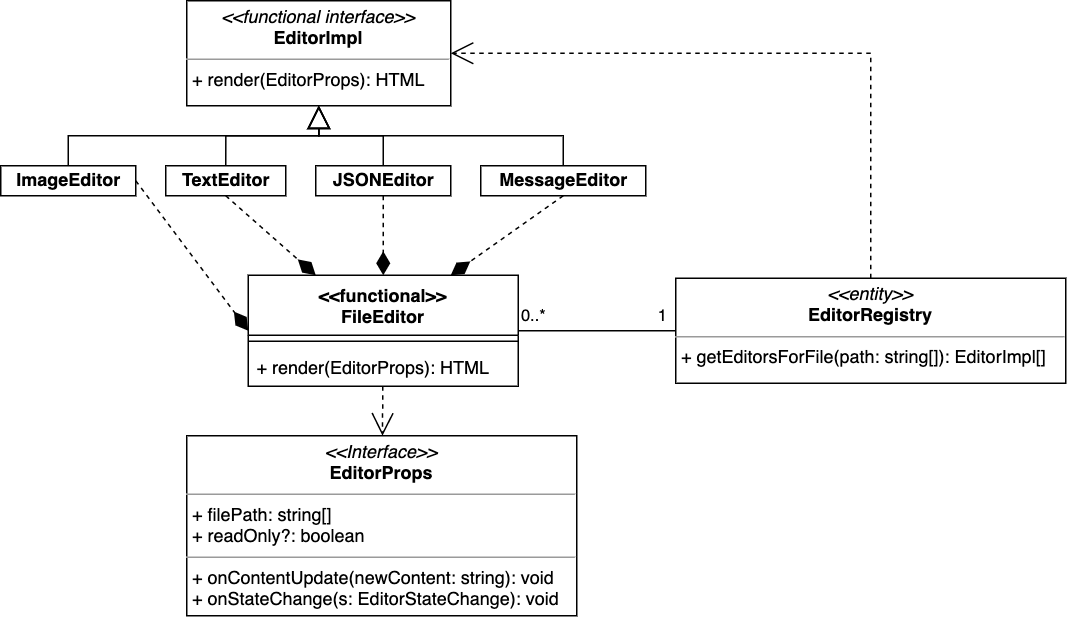 <<functional interface>>
EditorImpl
+ render(EditorProps): HTML
ImageEditor
TextEditor
JSONEditor
MessageEditor
<<functional>>
FileEditor
+ render(EditorProps): HTML
0..*
1
<<entity>>
EditorRegistry
+ getEditorsForFile(path: string[]): EditorImpl[]
<<Interface>>
EditorProps
+ filePath: string[]
+ readOnly?: boolean
+ onContentUpdate(newContent: string): void
+ onStateChange(s: EditorStateChange): void